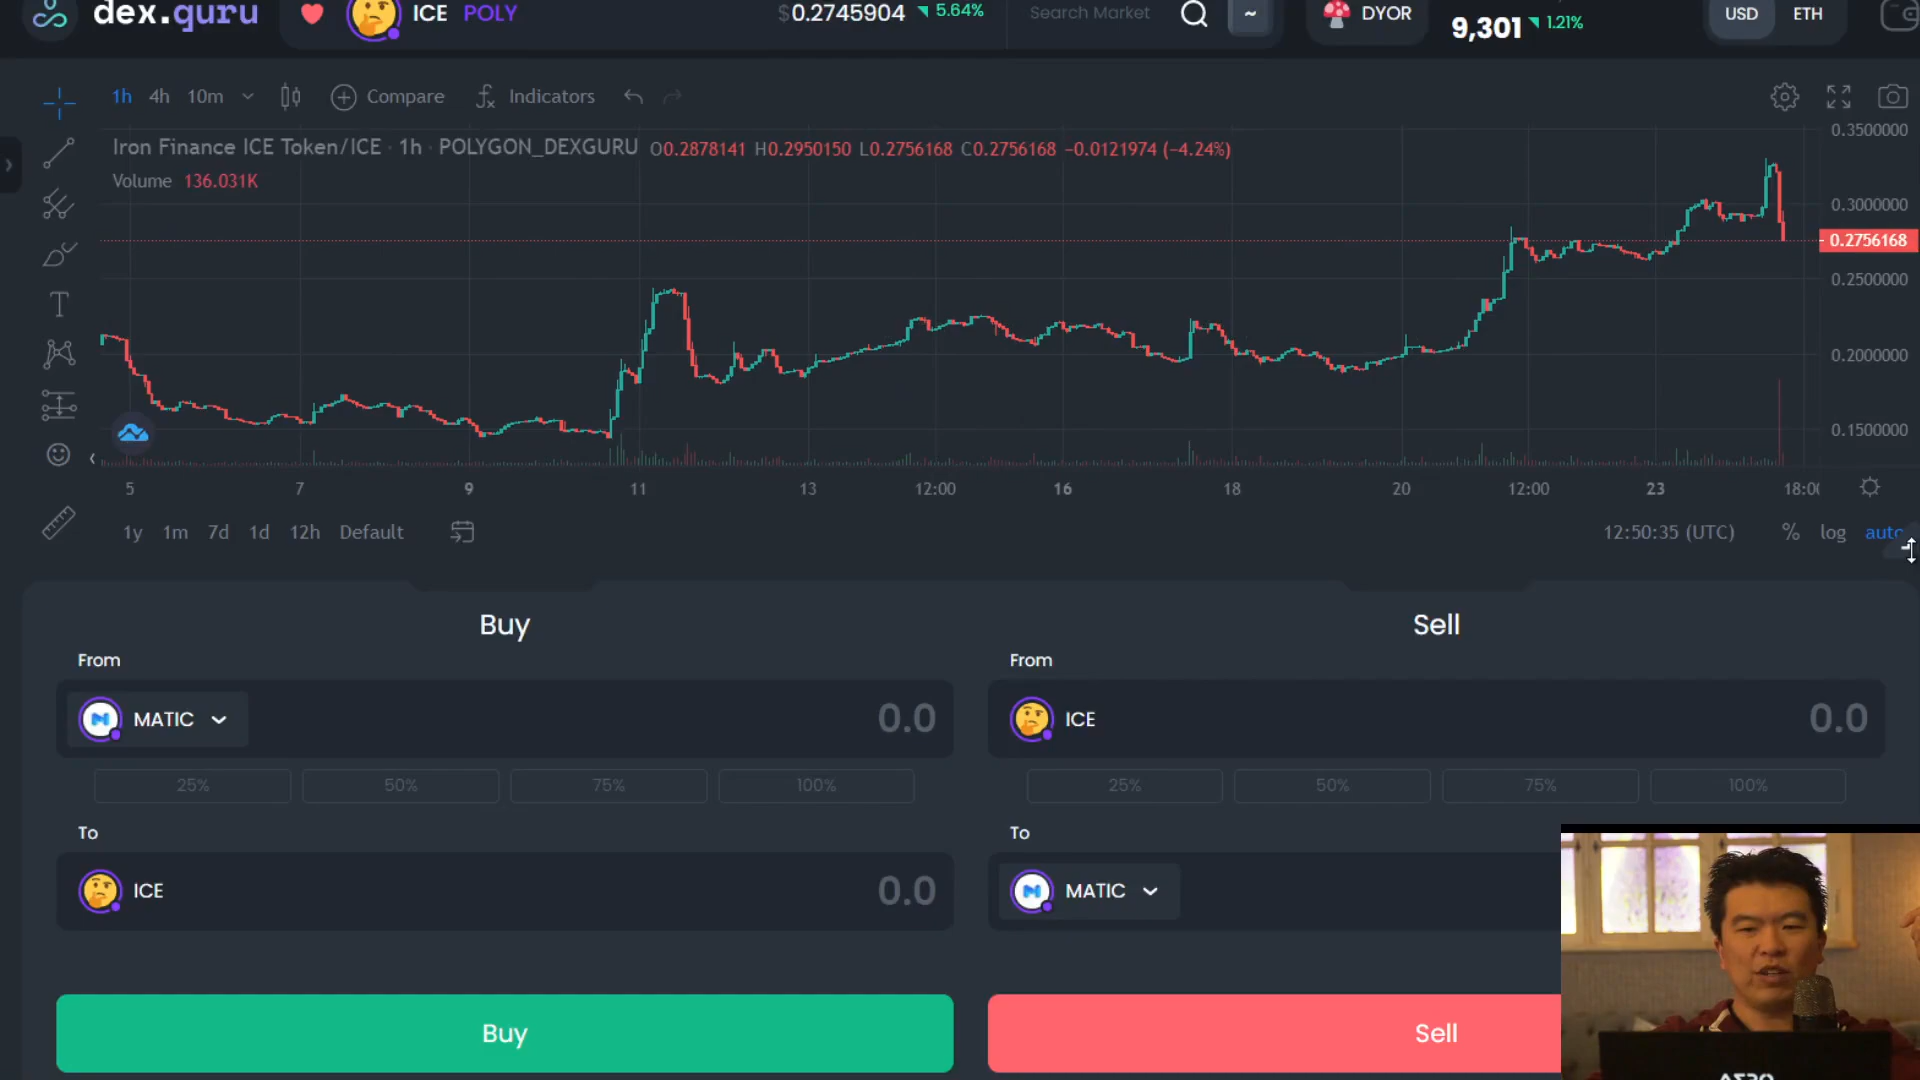 dex.guru
ICE POLY
$0.2745904 5.64%
Search Market
~
DYOR
9,301 1.21%
USD ETH
1h 4h 10m Compare Indicators
Iron Finance ICE Token/ICE · 1h · POLYGON_DEXGURU O0.2878141 H0.2950150 L0.2756168 C0.2756168 −0.0121974 (−4.24%)
Volume 136.031K
0.3500000
0.3000000
0.2756168
0.2500000
0.2000000
0.1500000
5 7 9 11 13 12:00 16 18 20 12:00 23 18:00
1y 1m 7d 1d 12h Default
12:50:35 (UTC) % log auto
Buy
From
MATIC 0.0
25% 50% 75% 100%
To
ICE 0.0
Buy
Sell
From
ICE 0.0
25% 50% 75% 100%
To
MATIC
Sell